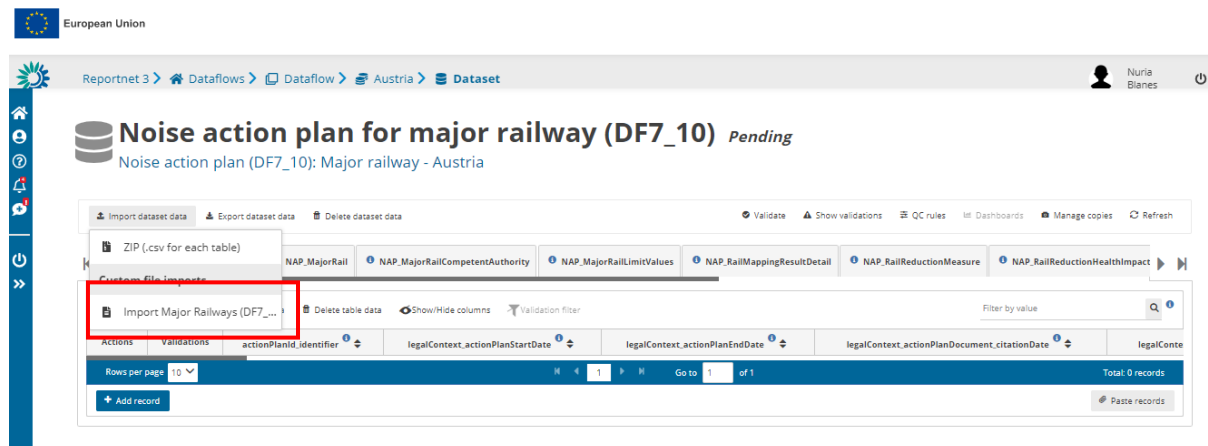 European Union
Reportnet 3 Dataflows Dataflow Austria Dataset
Nuria
Blanes
Noise action plan for major railway (DF7_10) Pending
Noise action plan (DF7_10): Major railway - Austria
Import dataset data Export dataset data Delete dataset data Validate Show validations QC rules Dashboards Manage copies Refresh
ZIP (.csv for each table)
NAP_MajorRail NAP_MajorRailCompetentAuthority NAP_MajorRailLimitValues NAP_RailMappingResultDetail NAP_RailReductionMeasure NAP_RailReductionHealthImpact
Custom file imports
Import Major Railways (DF7_... Delete table data Show/Hide columns Validation filter Filter by value
Actions Validations actionPlanId_identifier legalContext_actionPlanStartDate legalContext_actionPlanEndDate legalContext_actionPlanDocument_citationDate legalConte
Rows per page 10 1 Go to 1 of 1 Total: 0 records
+ Add record Paste records